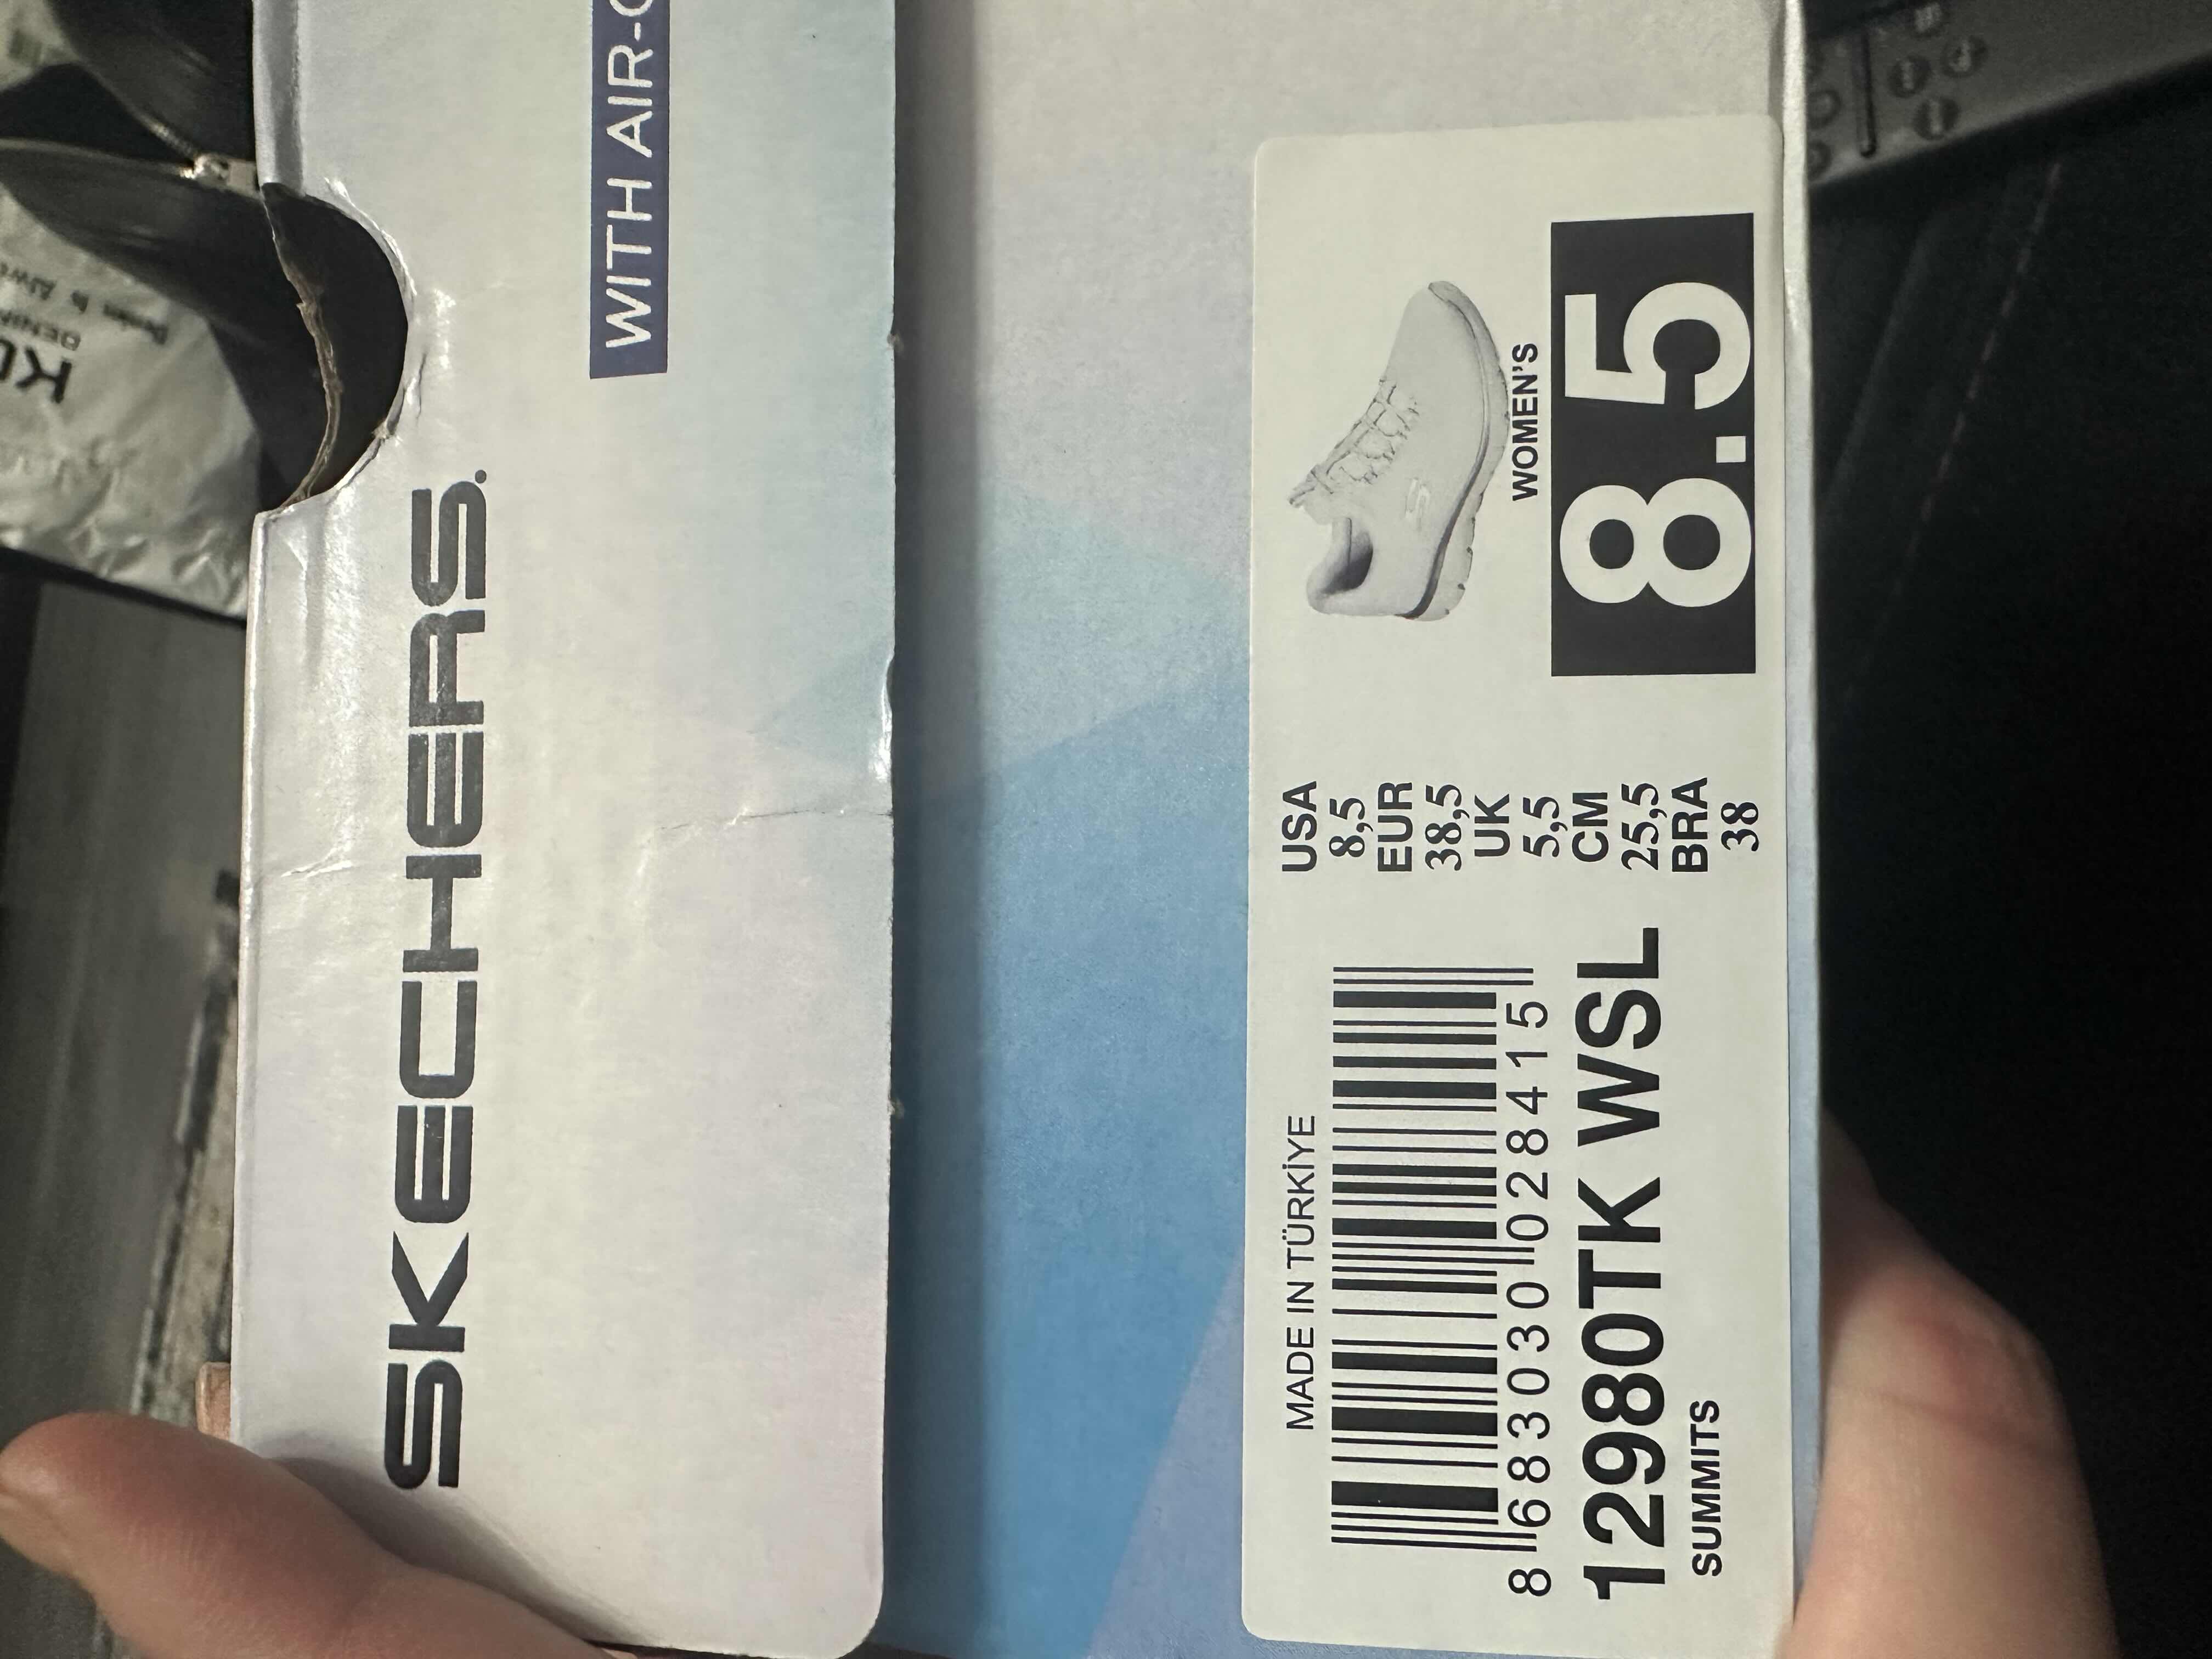 SKECHERS.
WITH AIR-
MADE IN TÜRKİYE
8 683030 028415
12980TK WSL
SUMMITS
USA
8,5
EUR
38,5
UK
5,5
CM
25,5
BRA
38
WOMEN'S
8.5